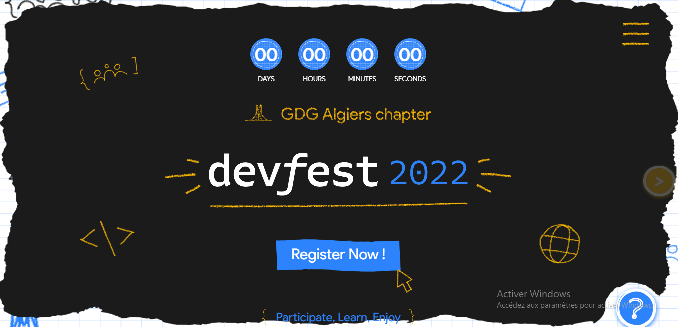 00 00 00 00
DAYS HOURS MINUTES SECONDS
GDG Algiers chapter
devfest 2022
</>
Register Now !
Activer Windows
Accédez aux paramètres pour activer Windows.
{ Participate, Learn, Enjoy }